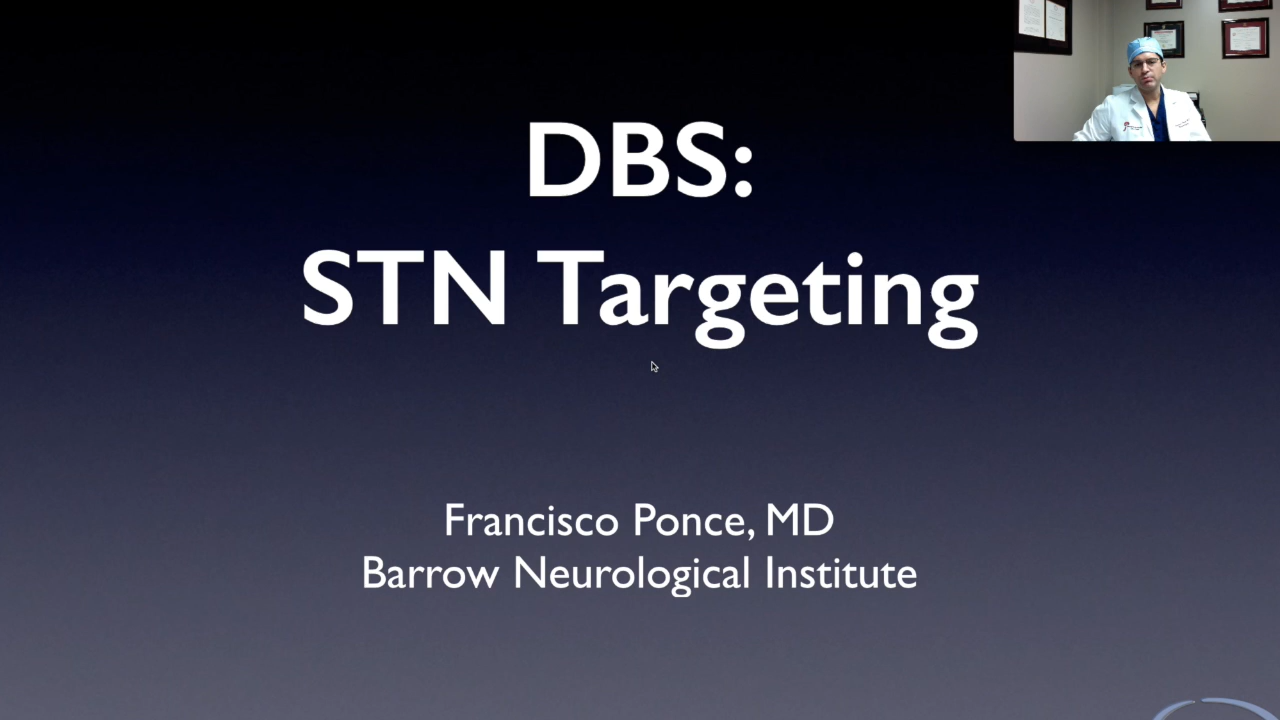 DBS:
STN Targeting
Francisco Ponce, MD
Barrow Neurological Institute